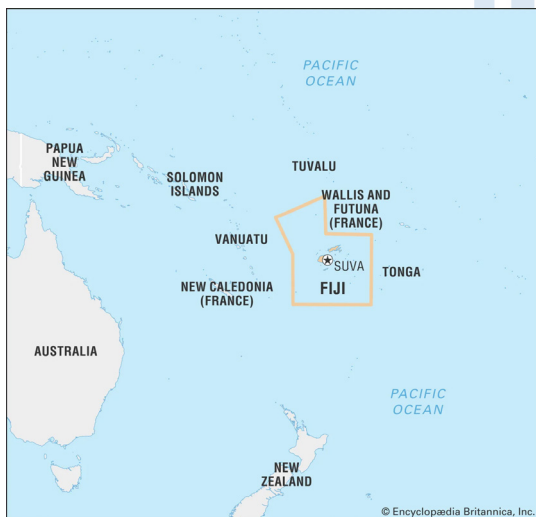 PACIFIC
OCEAN
PAPUA
NEW
GUINEA
SOLOMON
ISLANDS
TUVALU
WALLIS AND
FUTUNA
(FRANCE)
VANUATU
SUVA
TONGA
NEW CALEDONIA
(FRANCE)
FIJI
AUSTRALIA
PACIFIC
OCEAN
NEW
ZEALAND
© Encyclopædia Britannica, Inc.